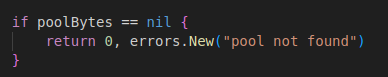 if poolBytes == nil {
    return 0, errors.New("pool not found")
}